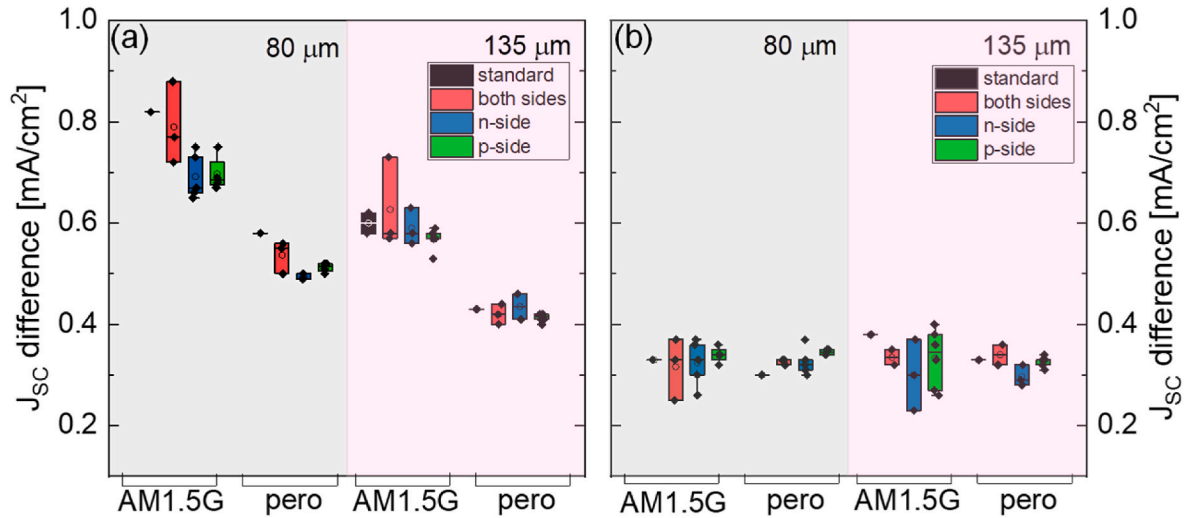 (a)
80 μm
135 μm
standard
both sides
n-side
p-side
J_SC difference [mA/cm²]
1.0
0.8
0.6
0.4
0.2
AM1.5G
pero
AM1.5G
pero
(b)
80 μm
135 μm
standard
both sides
n-side
p-side
1.0
0.8
0.6
0.4
0.2
J_SC difference [mA/cm²]
AM1.5G
pero
AM1.5G
pero